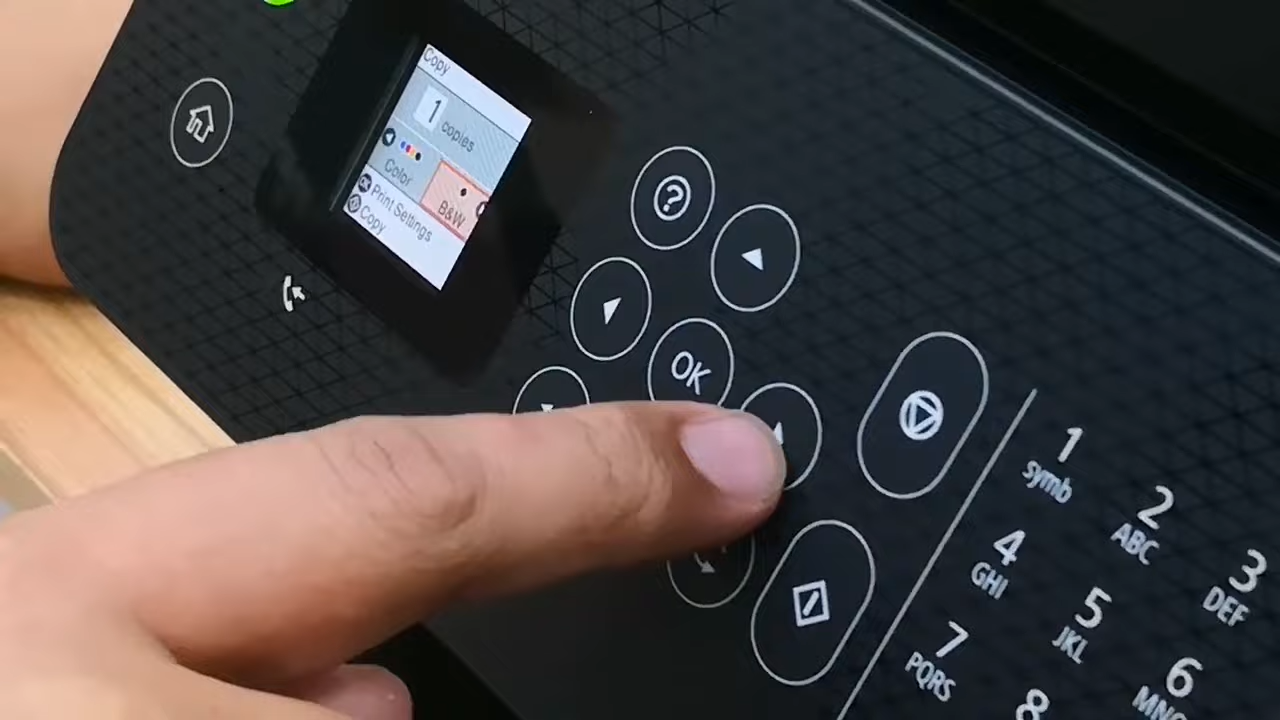 Copy
1 copies
Color
B&W
OK Print Settings
Copy
?
OK
1
symb
2
ABC
3
DEF
4
GHI
5
JKL
6
7
PQRS
8